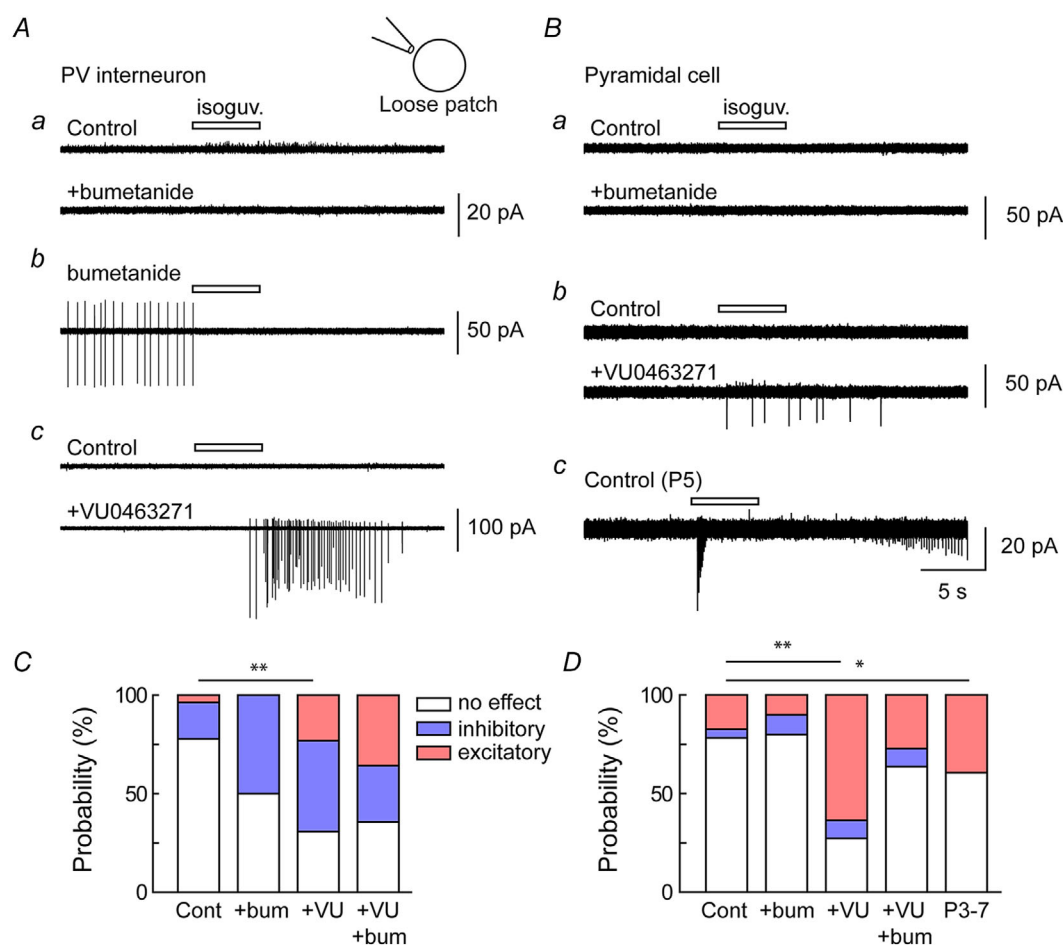 A
PV interneuron
Loose patch
a
isoguv.
Control
+bumetanide
20 pA
b
bumetanide
50 pA
c
Control
+VU0463271
100 pA
B
Pyramidal cell
a
isoguv.
Control
+bumetanide
50 pA
b
Control
+VU0463271
50 pA
c
Control (P5)
20 pA
5 s
C
**
100
50
0
Probability (%)
Cont +bum +VU +VU
+bum
no effect
inhibitory
excitatory
D
**
*
100
50
0
Probability (%)
Cont +bum +VU +VU P3-7
+bum